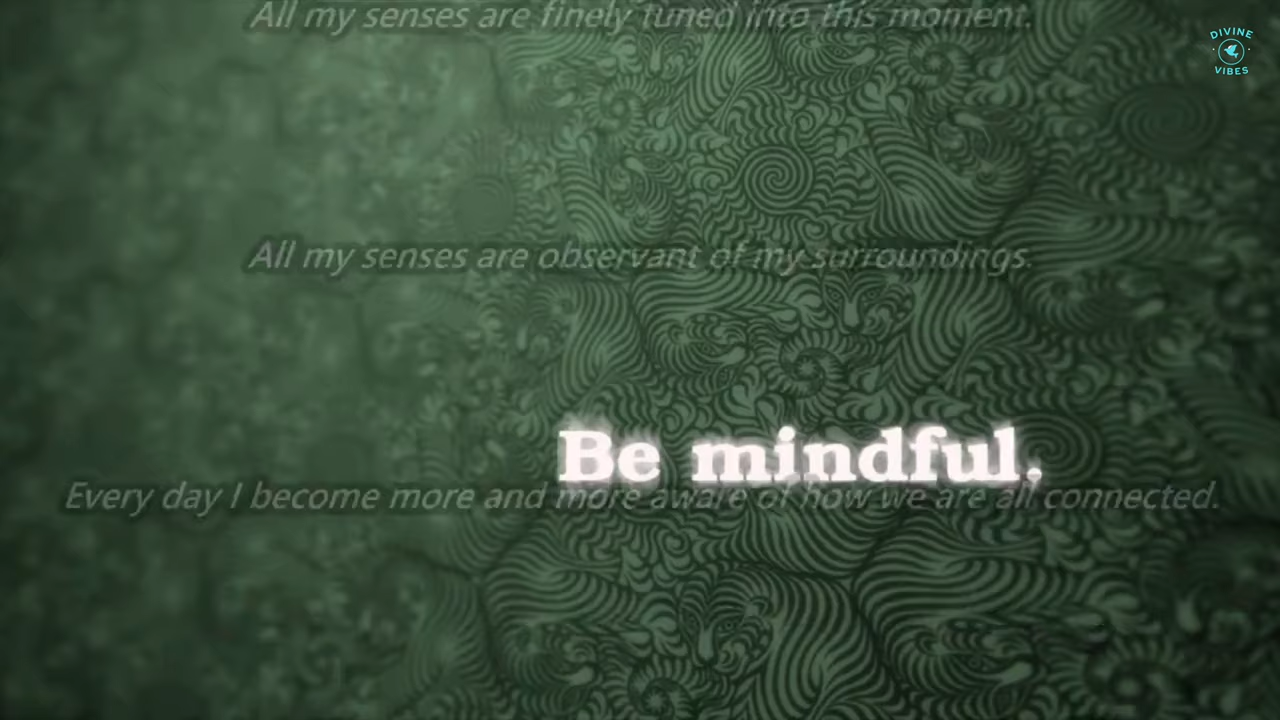 All my senses are finely tuned into this moment.
DIVINE
VIBES
All my senses are observant of my surroundings.
Be mindful.
Every day I become more and more aware of how we are all connected.